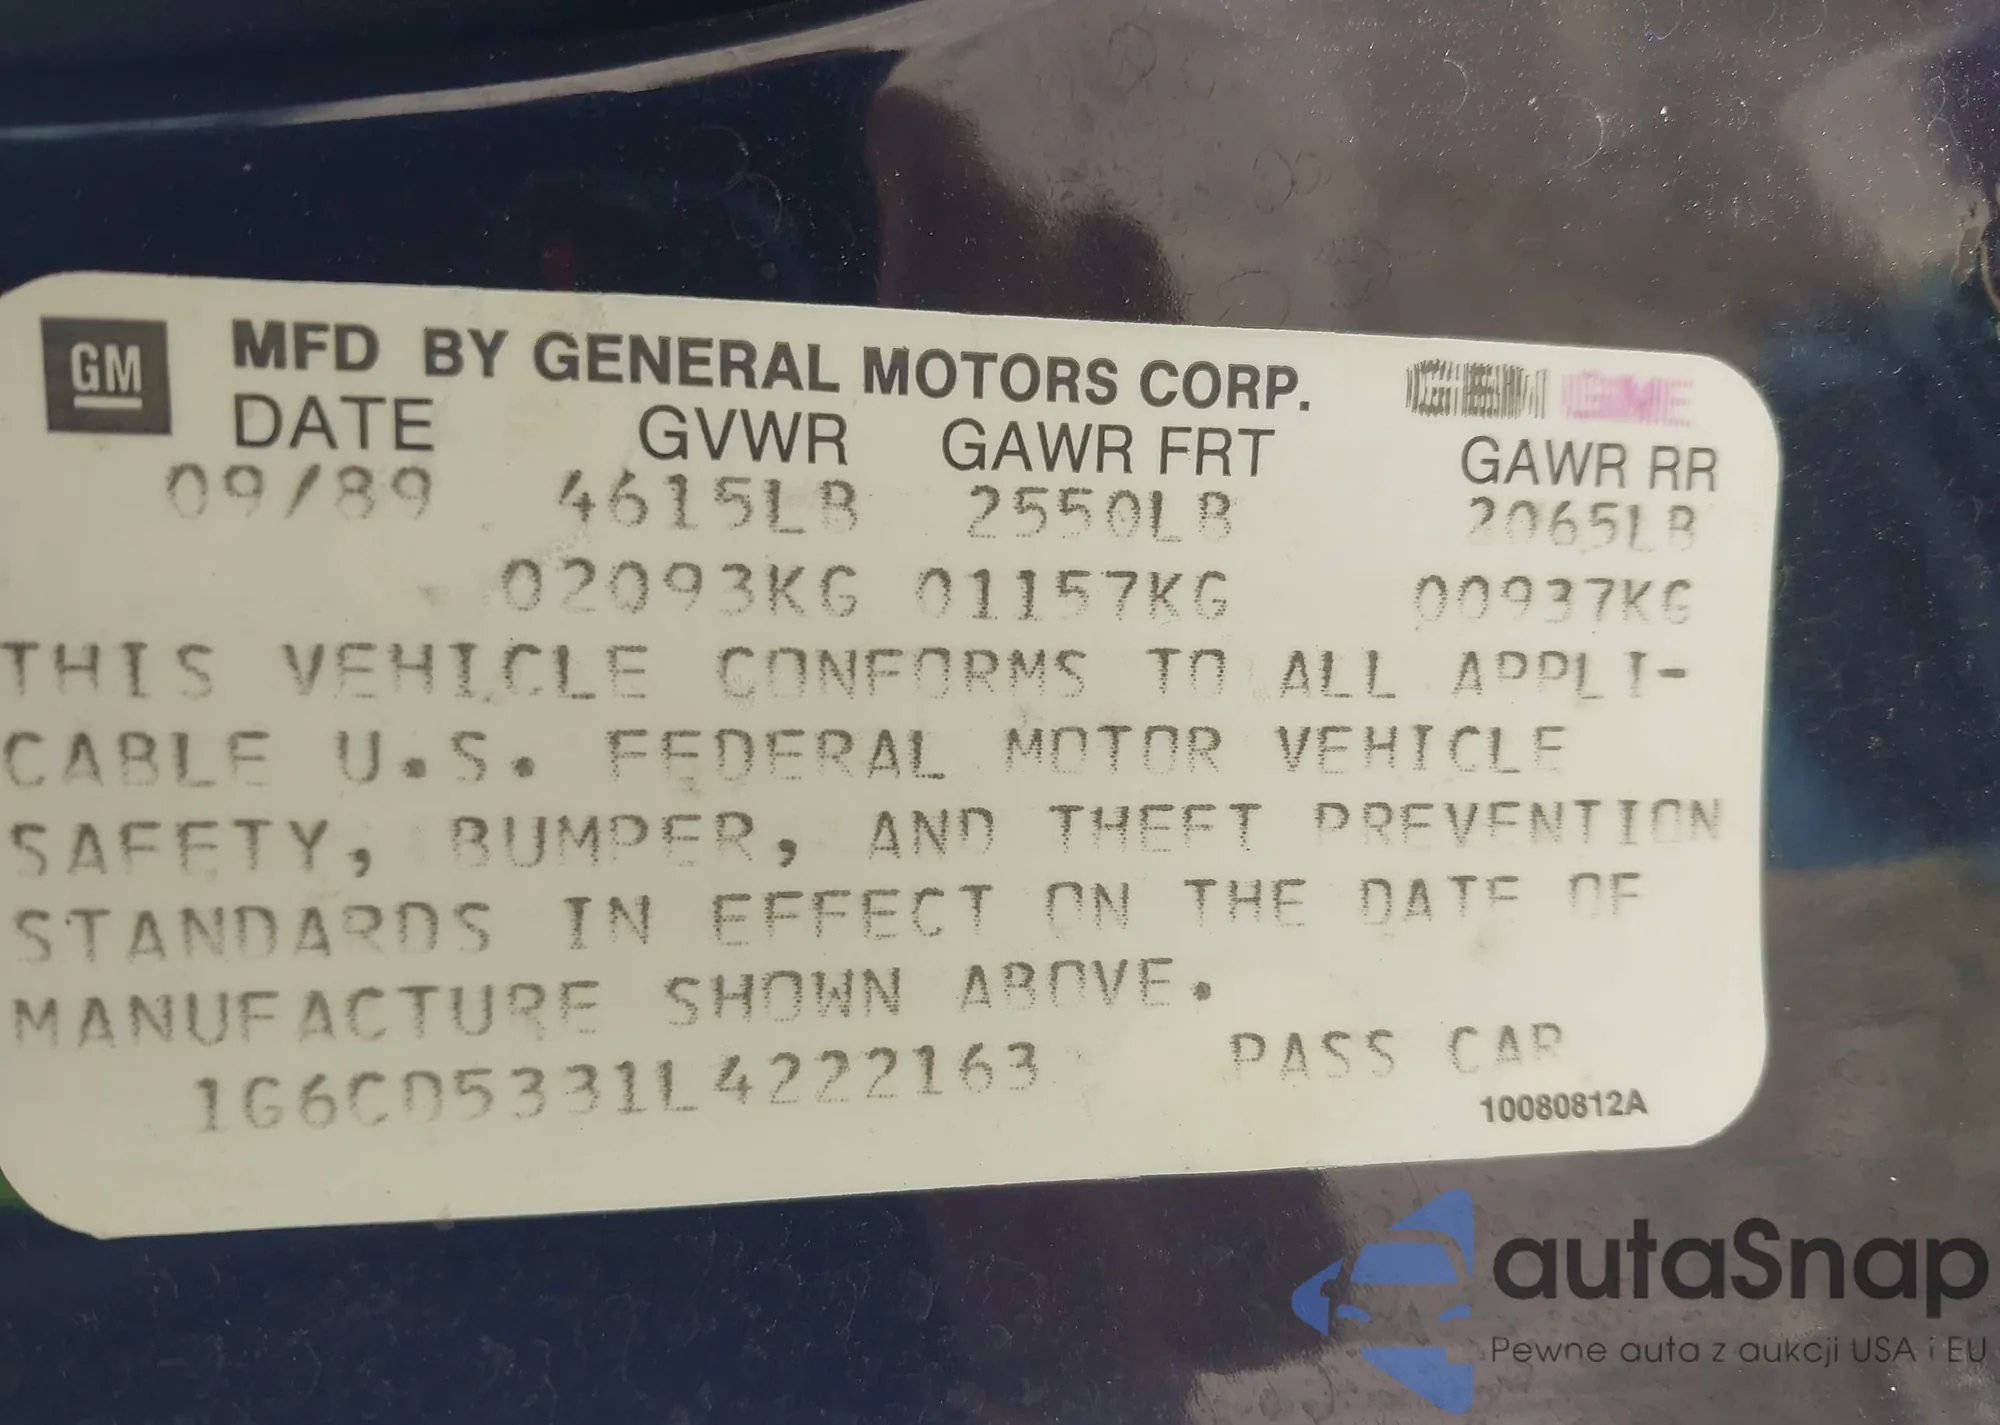 GM
MFD BY GENERAL MOTORS CORP.
DATE GVWR GAWR FRT GAWR RR
09/89 4615LB 2550LB 2065LB
02093KG 01157KG 00937KG
THIS VEHICLE CONFORMS TO ALL APPLI-
CABLE U.S. FEDERAL MOTOR VEHICLE
SAFETY, BUMPER, AND THEFT PREVENTION
STANDARDS IN EFFECT ON THE DATE OF
MANUFACTURE SHOWN ABOVE.
1G6CD5331L4222163 PASS CAR
10080812A
autaSnap
Pewne auta z aukcji USA i EU